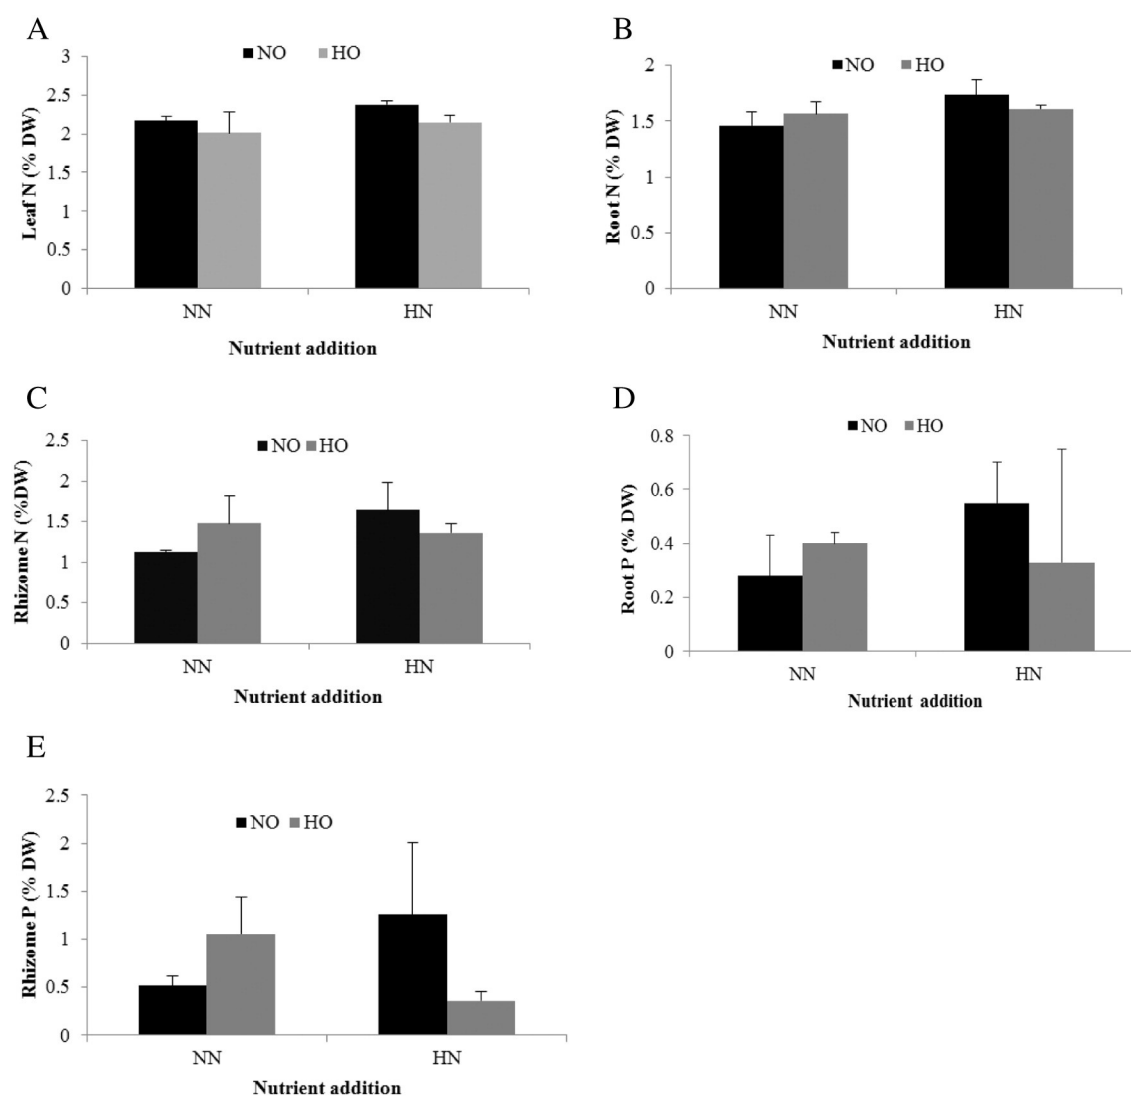 A
NO HO
3
2.5
2
1.5
1
0.5
0
Leaf N (% DW)
NN HN
Nutrient addition
B
NO HO
2
1.5
1
0.5
0
Root N (% DW)
NN HN
Nutrient addition
C
NO HO
2.5
2
1.5
1
0.5
0
Rhizome N (%DW)
NN HN
Nutrient addition
D
NO HO
0.8
0.6
0.4
0.2
0
Root P (% DW)
NN HN
Nutrient addition
E
NO HO
2.5
2
1.5
1
0.5
0
Rhizome P (% DW)
NN HN
Nutrient addition